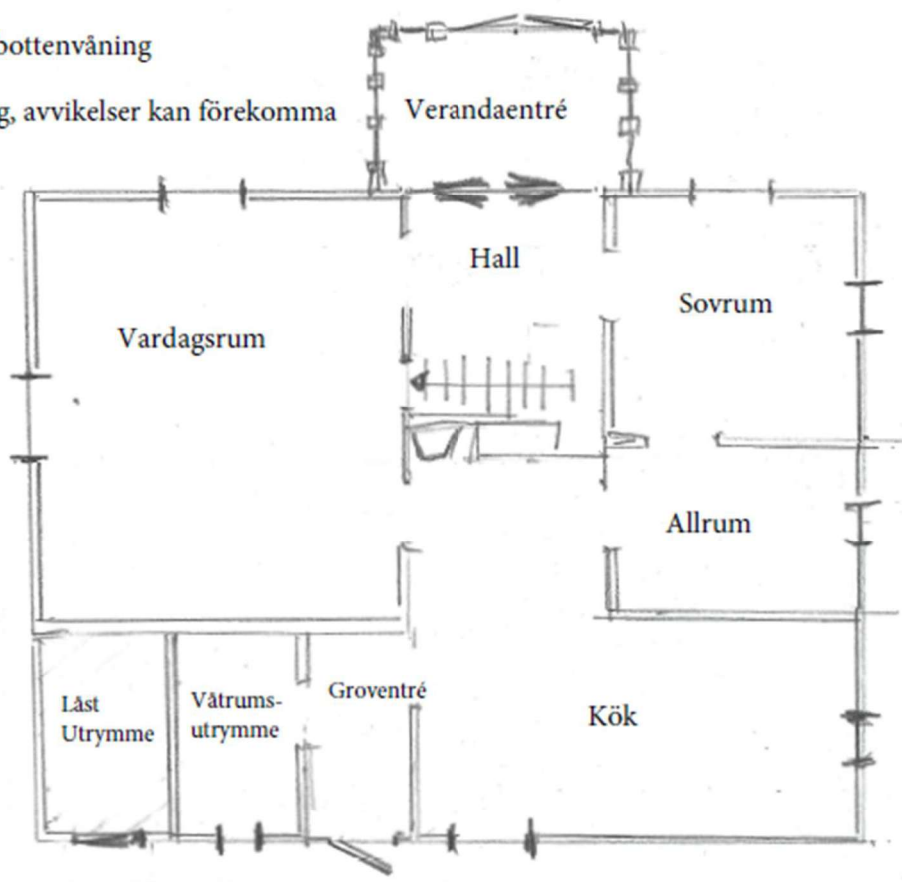 bottenvåning
, avvikelser kan förekomma
Verandaentré
Hall
Sovrum
Vardagsrum
Allrum
Låst
Utrymme
Våtrums-
utrymme
Groventré
Kök